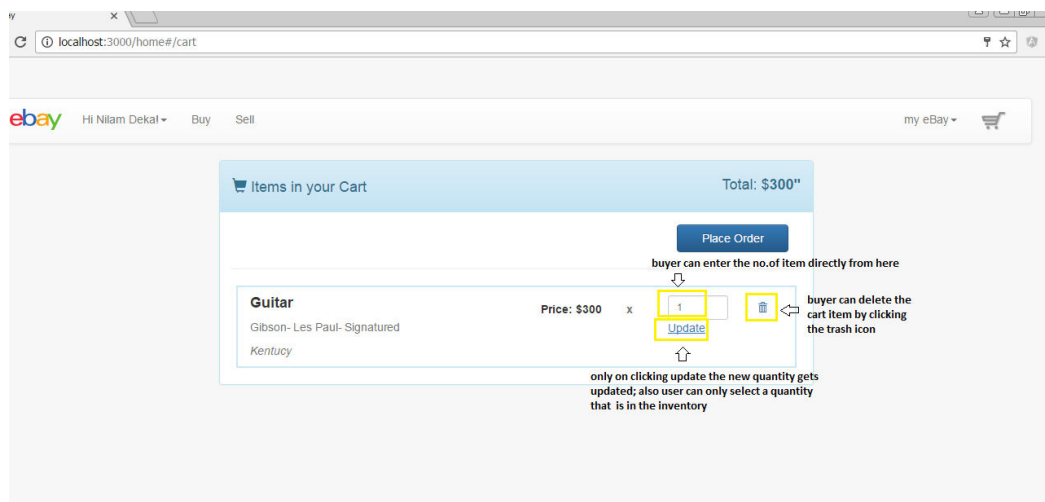 ay
localhost:3000/home#/cart
ebay Hi Nilam Deka! Buy Sell my eBay
Items in your Cart Total: $300"
Place Order
buyer can enter the no.of item directly from here
Guitar Price: $300 x 1
Gibson- Les Paul- Signatured Update
Kentucy
buyer can delete the
cart item by clicking
the trash icon
only on clicking update the new quantity gets
updated; also user can only select a quantity
that is in the inventory